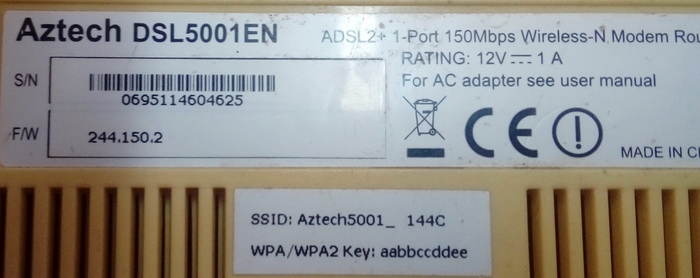 Aztech DSL5001EN
ADSL2+ 1-Port 150Mbps Wireless-N Modem
RATING: 12V⎓1 A
For AC adapter see user manual
S/N
0695114604625
F/W
244.150.2
CE
MADE IN
SSID: Aztech5001_ 144C
WPA/WPA2 Key: aabbccddee